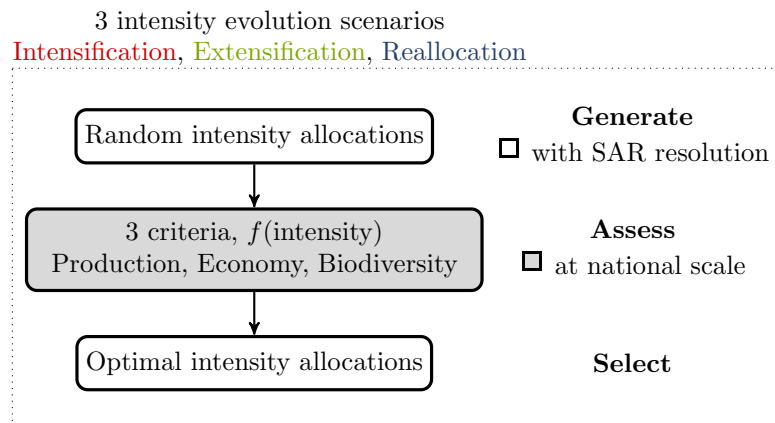 3 intensity evolution scenarios
Intensification, Extensification, Reallocation
Random intensity allocations
Generate
with SAR resolution
3 criteria, f(intensity)
Production, Economy, Biodiversity
Assess
at national scale
Optimal intensity allocations
Select